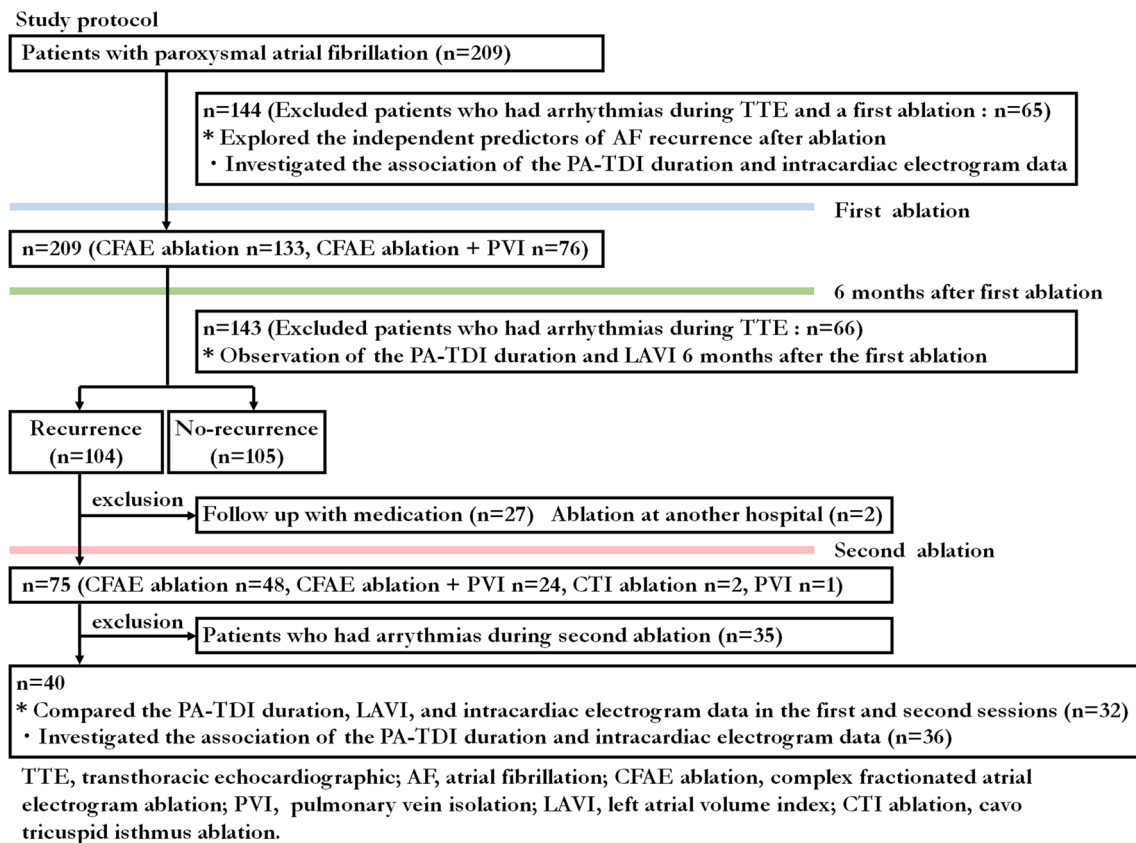 Study protocol
Patients with paroxysmal atrial fibrillation (n=209)
n=144 (Excluded patients who had arrhythmias during TTE and a first ablation : n=65)
* Explored the independent predictors of AF recurrence after ablation
・Investigated the association of the PA-TDI duration and intracardiac electrogram data
First ablation
n=209 (CFAE ablation n=133, CFAE ablation + PVI n=76)
6 months after first ablation
n=143 (Excluded patients who had arrhythmias during TTE : n=66)
* Observation of the PA-TDI duration and LAVI 6 months after the first ablation
Recurrence
(n=104)
No-recurrence
(n=105)
exclusion
Follow up with medication (n=27) Ablation at another hospital (n=2)
Second ablation
n=75 (CFAE ablation n=48, CFAE ablation + PVI n=24, CTI ablation n=2, PVI n=1)
exclusion
Patients who had arrytmias during second ablation (n=35)
n=40
* Compared the PA-TDI duration, LAVI, and intracardiac electrogram data in the first and second sessions (n=32)
・Investigated the association of the PA-TDI duration and intracardiac electrogram data (n=36)
TTE, transthoracic echocardiographic; AF, atrial fibrillation; CFAE ablation, complex fractionated atrial
electrogram ablation; PVI, pulmonary vein isolation; LAVI, left atrial volume index; CTI ablation, cavo
tricuspid isthmus ablation.